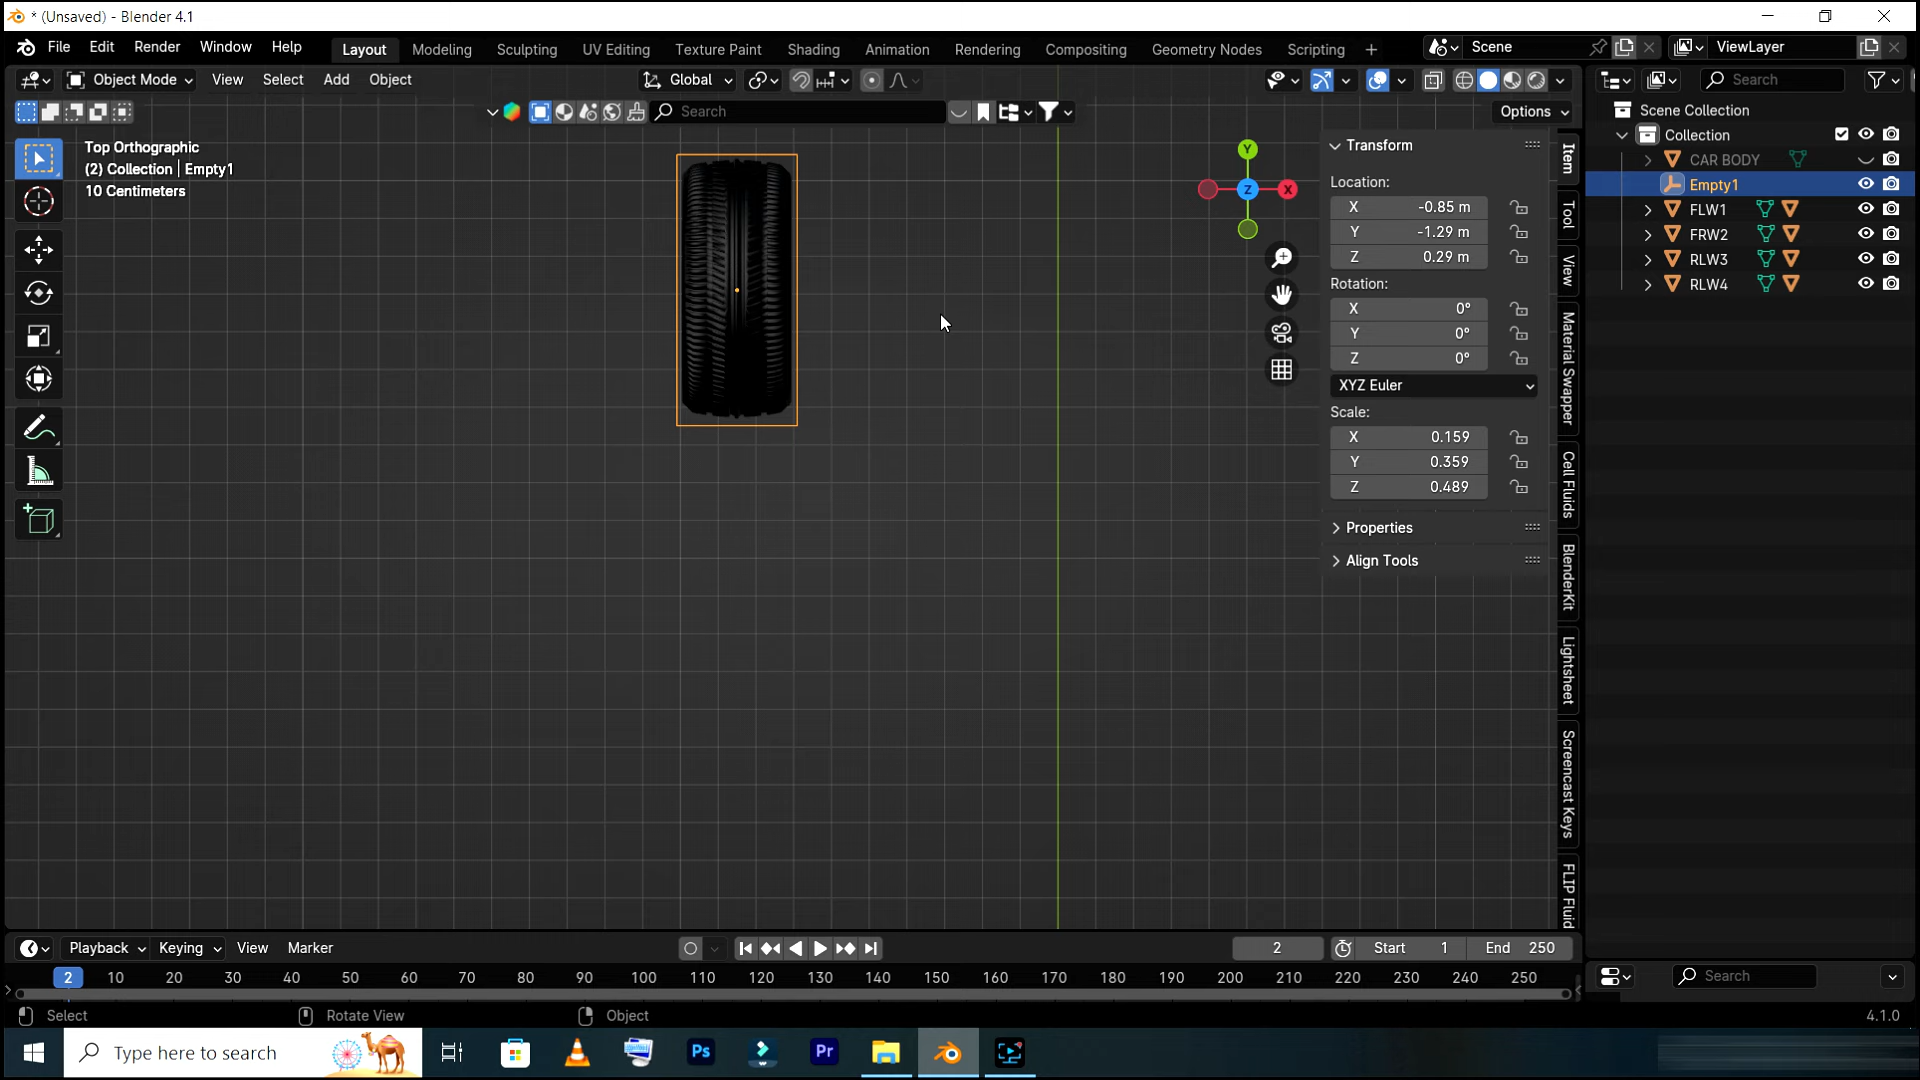 * (Unsaved) - Blender 4.1
File Edit Render Window Help Layout Modeling Sculpting UV Editing Texture Paint Shading Animation Rendering Compositing Geometry Nodes Scripting + Scene ViewLayer
Object Mode View Select Add Object Global Search
Search Options
Top Orthographic
(2) Collection | Empty1
10 Centimeters
Y
X
Z
Transform
Location:
X -0.85 m
Y -1.29 m
Z 0.29 m
Rotation:
X 0°
Y 0°
Z 0°
XYZ Euler
Scale:
X 0.159
Y 0.359
Z 0.489
Properties
Align Tools
Item
Tool
View
Material Swapper
Cell Fluids
BlenderKit
Lightsheet
Screencast Keys
FLIP Fluid
Scene Collection
Collection
CAR BODY
Empty1
FLW1
FRW2
RLW3
RLW4
Playback Keying View Marker 2 Start 1 End 250
2 10 20 30 40 50 60 70 80 90 100 110 120 130 140 150 160 170 180 190 200 210 220 230 240 250
Search
Select Rotate View Object 4.1.0
Type here to search Ps Pr